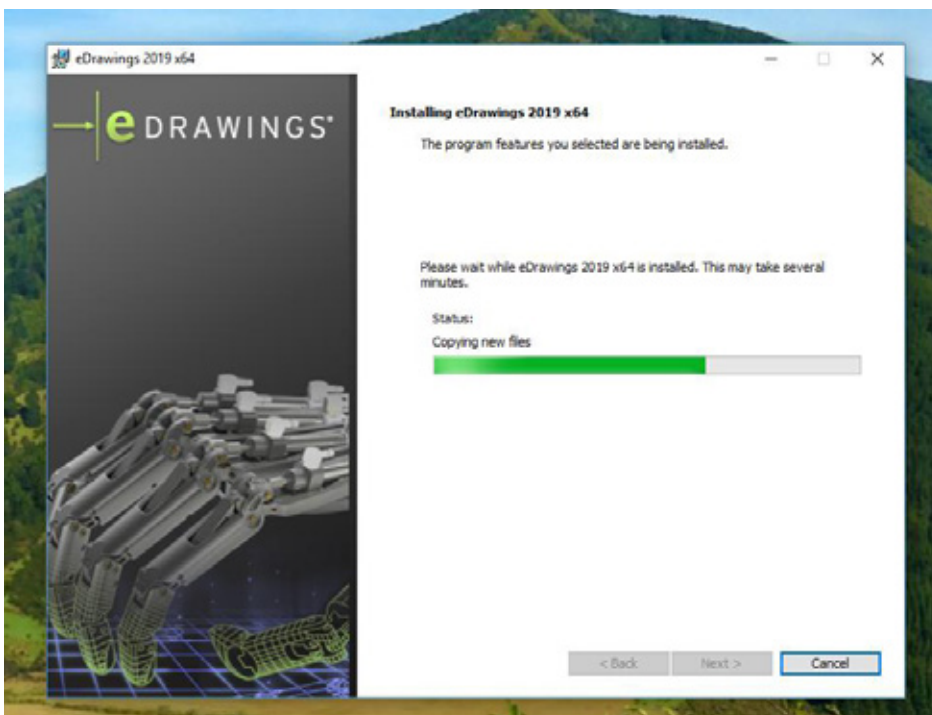 eDrawings 2019 x64
eDRAWINGS®
Installing eDrawings 2019 x64
The program features you selected are being installed.
Please wait while eDrawings 2019 x64 is installed. This may take several
minutes.
Status:
Copying new files
< Back Next > Cancel